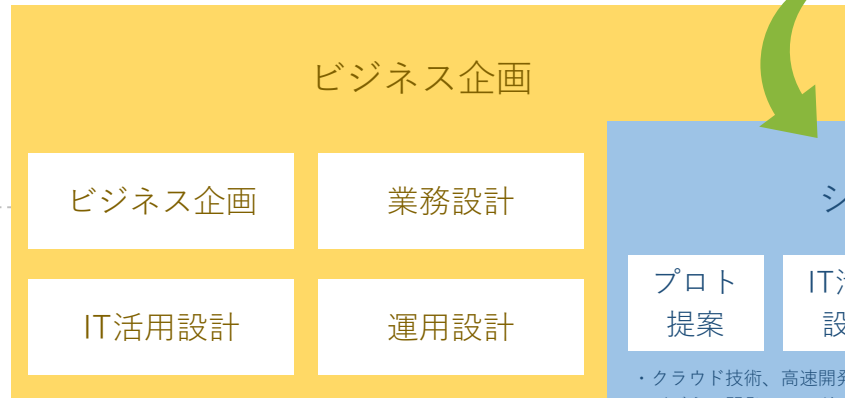 ビジネス企画
ビジネス企画
業務設計
IT活用設計
運用設計
シ
プロト
提案
IT
設
・クラウド技術、高速開発